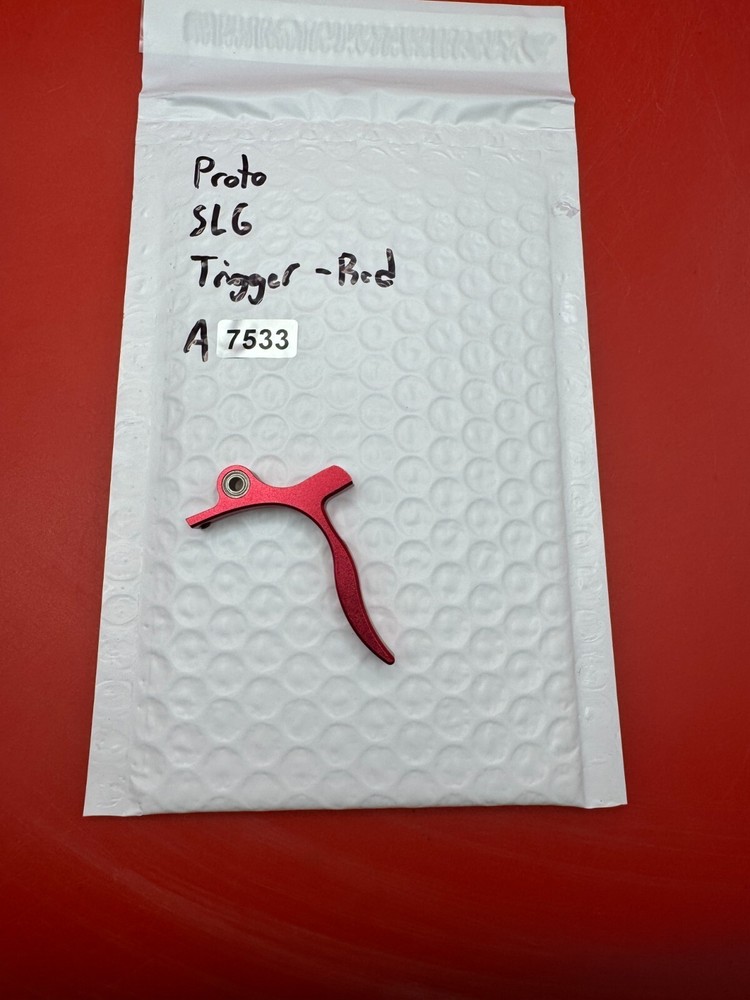 Proto
SLG
Trigger - Red
A 7533